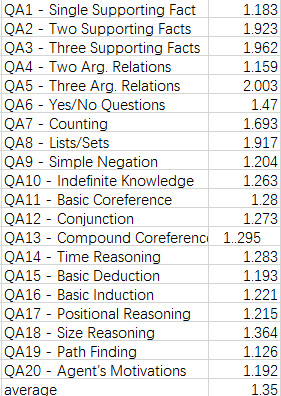 QA1 - Single Supporting Fact 1.183
QA2 - Two Supporting Facts 1.923
QA3 - Three Supporting Facts 1.962
QA4 - Two Arg. Relations 1.159
QA5 - Three Arg. Relations 2.003
QA6 - Yes/No Questions 1.47
QA7 - Counting 1.693
QA8 - Lists/Sets 1.917
QA9 - Simple Negation 1.204
QA10 - Indefinite Knowledge 1.263
QA11 - Basic Coreference 1.28
QA12 - Conjunction 1.273
QA13 - Compound Coreferenc 1..295
QA14 - Time Reasoning 1.283
QA15 - Basic Deduction 1.193
QA16 - Basic Induction 1.221
QA17 - Positional Reasoning 1.215
QA18 - Size Reasoning 1.364
QA19 - Path Finding 1.126
QA20 - Agent's Motivations 1.192
average 1.35